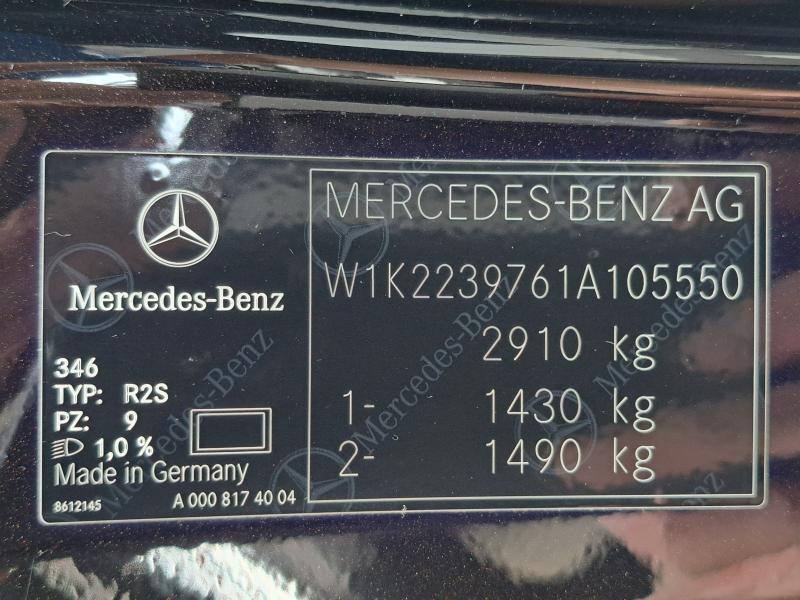 Mercedes-Benz
346
TYP: R2S
PZ: 9
1,0 %
Made in Germany
8612145
A 000 817 40 04
MERCEDES-BENZ AG
W1K2239761A105550
2910 kg
1- 1430 kg
2- 1490 kg